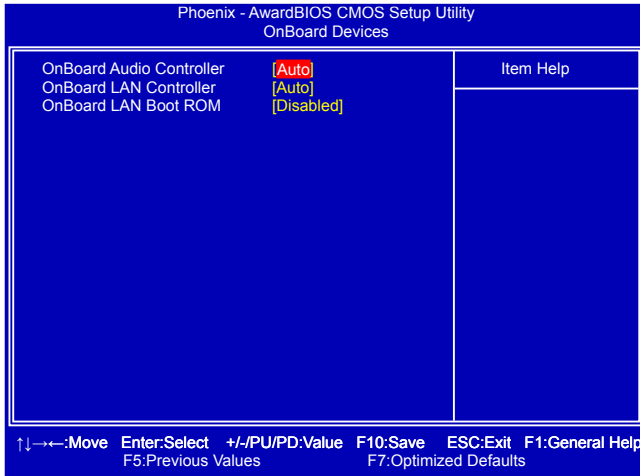 Phoenix - AwardBIOS CMOS Setup Utility
OnBoard Devices
OnBoard Audio Controller [Auto]
OnBoard LAN Controller [Auto]
OnBoard LAN Boot ROM [Disabled]
Item Help
↑↓→←:Move Enter:Select +/-/PU/PD:Value F10:Save ESC:Exit F1:General Help
F5:Previous Values F7:Optimized Defaults